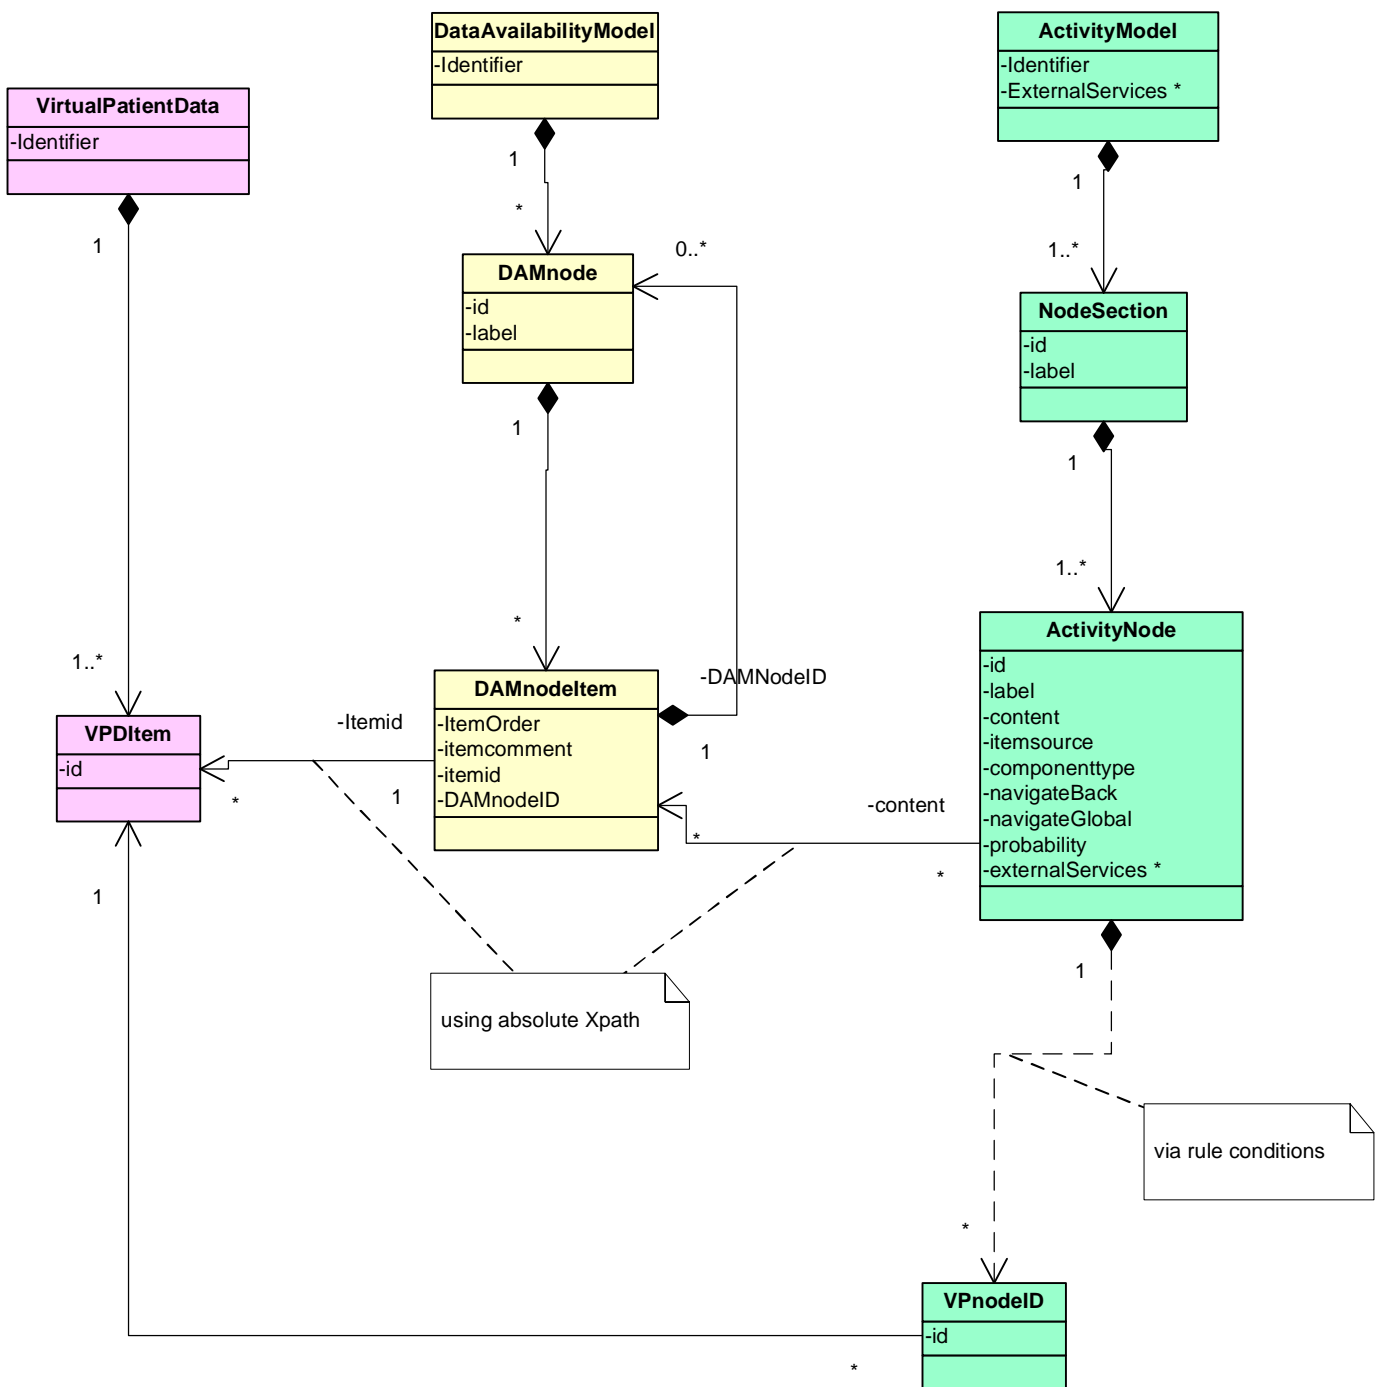 DataAvailabilityModel
-Identifier
ActivityModel
-Identifier
-ExternalServices *
VirtualPatientData
-Identifier
1
*
1
1..*
1
0..*
DAMnode
-id
-label
NodeSection
-id
-label
1
*
1
1..*
1..*
ActivityNode
-id
-label
-content
-itemsource
-componenttype
-navigateBack
-navigateGlobal
-probability
-externalServices *
DAMnodeItem
-ItemOrder
-itemcomment
-itemid
-DAMnodeID
-DAMNodeID
1
VPDItem
-id
-Itemid
*
1
-content
*
*
1
1
using absolute Xpath
via rule conditions
*
VPnodeID
-id
*